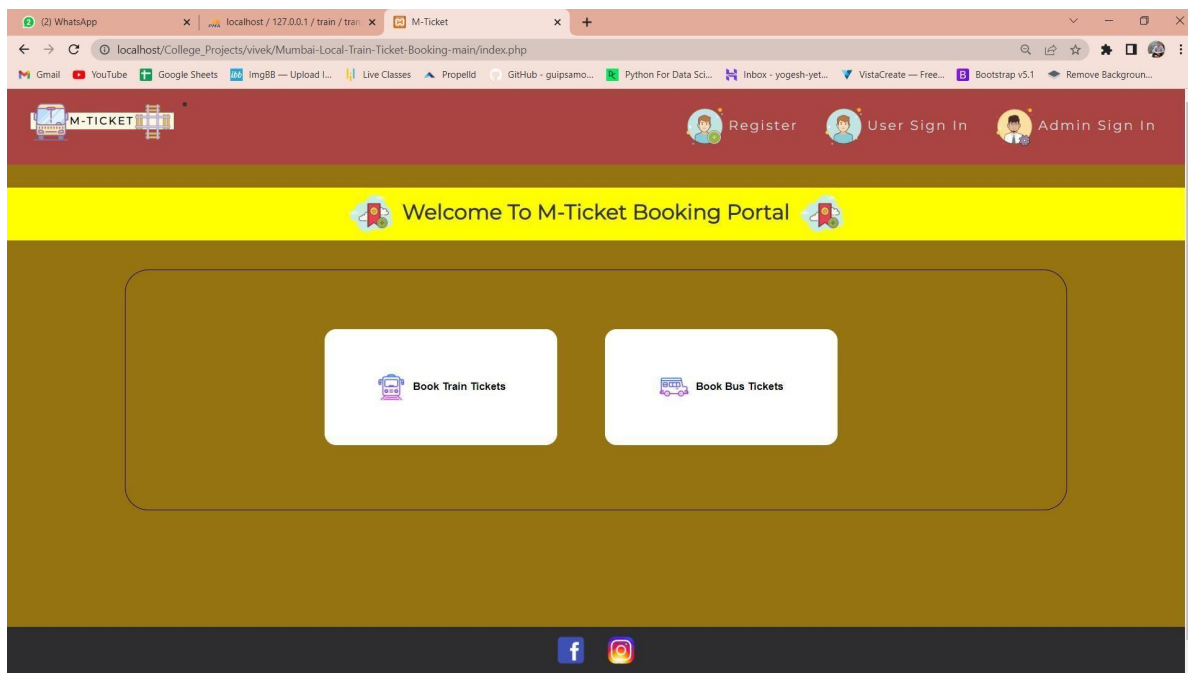 (2) WhatsApp
localhost / 127.0.0.1 / train / tran
M-Ticket
localhost/College_Projects/vivek/Mumbai-Local-Train-Ticket-Booking-main/index.php
Gmail YouTube Google Sheets ImgBB — Upload I... Live Classes Propelld GitHub - guipsamo... Python For Data Sci... Inbox - yogesh-yet... VistaCreate — Free... Bootstrap v5.1 Remove Backgroun...
M-TICKET
Register User Sign In Admin Sign In
Welcome To M-Ticket Booking Portal
Book Train Tickets
Book Bus Tickets